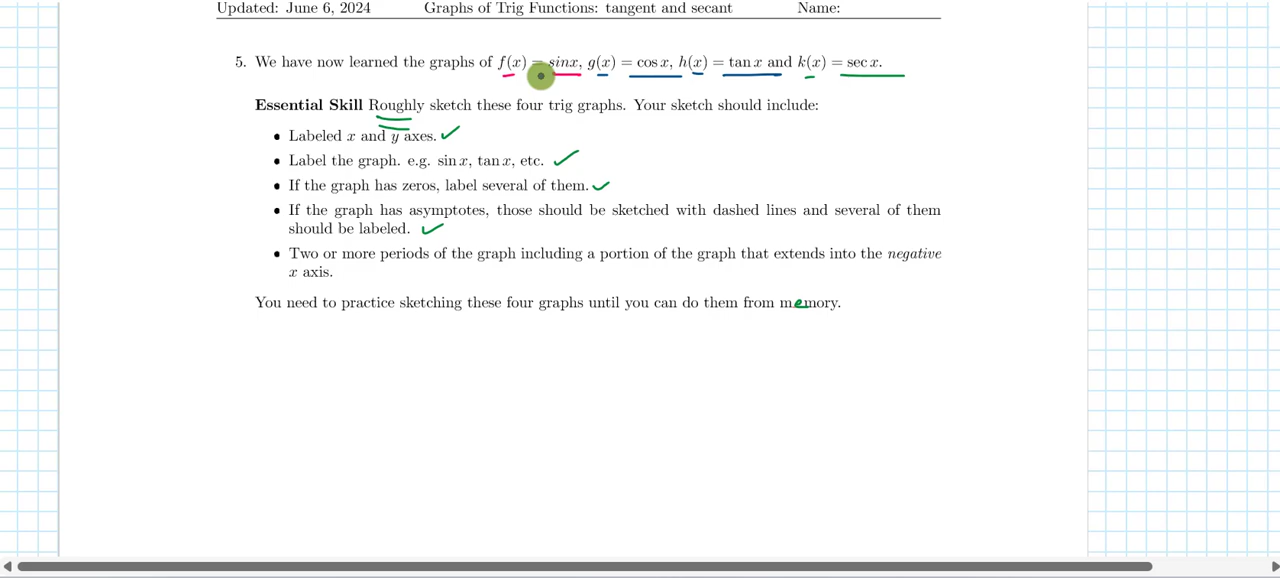 Updated: June 6, 2024 Graphs of Trig Functions: tangent and secant Name:
5. We have now learned the graphs of f(x) = sinx, g(x) = cos x, h(x) = tan x and k(x) = sec x.
Essential Skill Roughly sketch these four trig graphs. Your sketch should include:
• Labeled x and y axes.
• Label the graph. e.g. sin x, tan x, etc.
• If the graph has zeros, label several of them.
• If the graph has asymptotes, those should be sketched with dashed lines and several of them
should be labeled.
• Two or more periods of the graph including a portion of the graph that extends into the negative
x axis.
You need to practice sketching these four graphs until you can do them from memory.